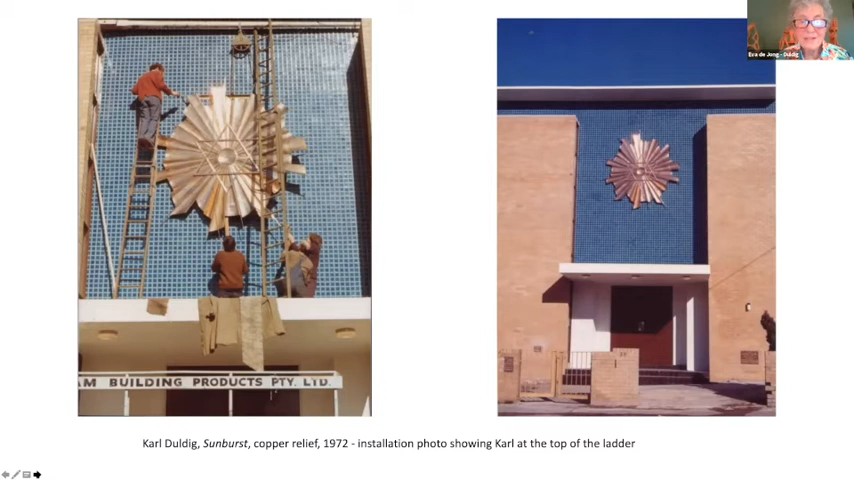 Eva de Jong - Duldig
AM BUILDING PRODUCTS PTY. LTD.
Karl Duldig, Sunburst, copper relief, 1972 - installation photo showing Karl at the top of the ladder